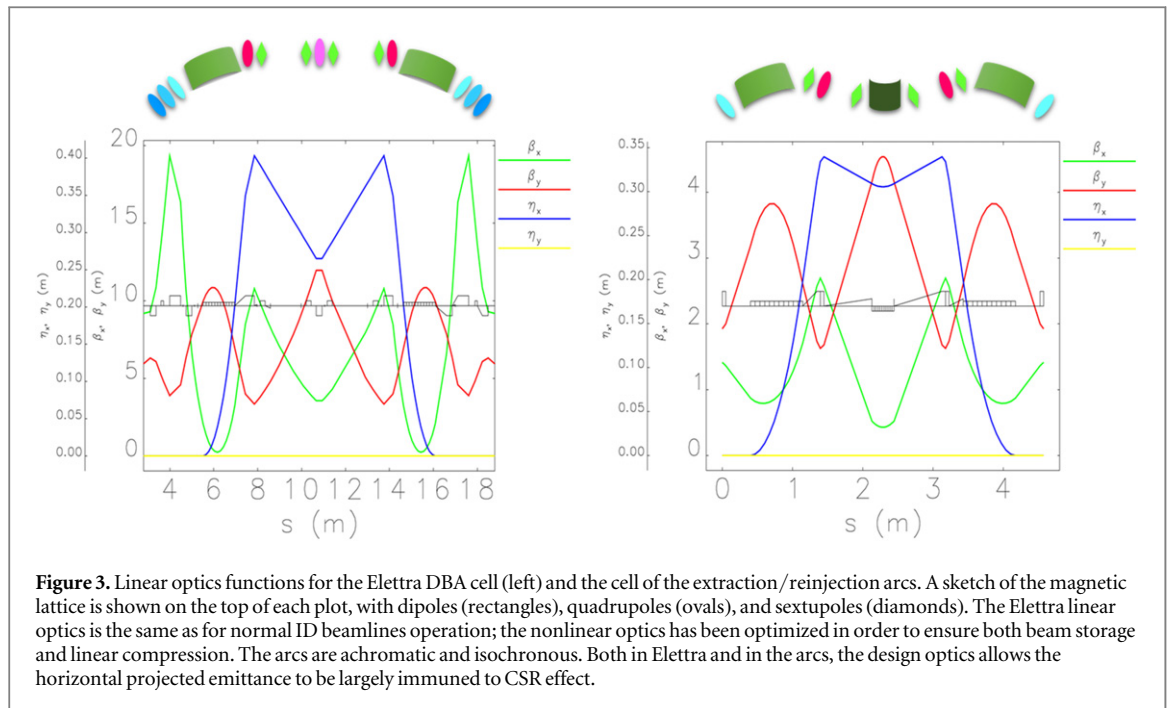 0.40
0.35
0.30
0.25
0.20
0.15
0.10
0.05
0.00
ηx, ηy (m)
βx, βy (m)
20
15
10
5
0
4 6 8 10 12 14 16 18
s (m)
βx
βy
ηx
ηy
0.35
0.30
0.25
0.20
0.15
0.10
0.05
0.00
ηx, ηy (m)
βx, βy (m)
4
3
2
1
0
0 1 2 3 4
s (m)
βx
βy
ηx
ηy
Figure 3. Linear optics functions for the Elettra DBA cell (left) and the cell of the extraction/reinjection arcs. A sketch of the magnetic
lattice is shown on the top of each plot, with dipoles (rectangles), quadrupoles (ovals), and sextupoles (diamonds). The Elettra linear
optics is the same as for normal ID beamlines operation; the nonlinear optics has been optimized in order to ensure both beam storage
and linear compression. The arcs are achromatic and isochronous. Both in Elettra and in the arcs, the design optics allows the
horizontal projected emittance to be largely immuned to CSR effect.